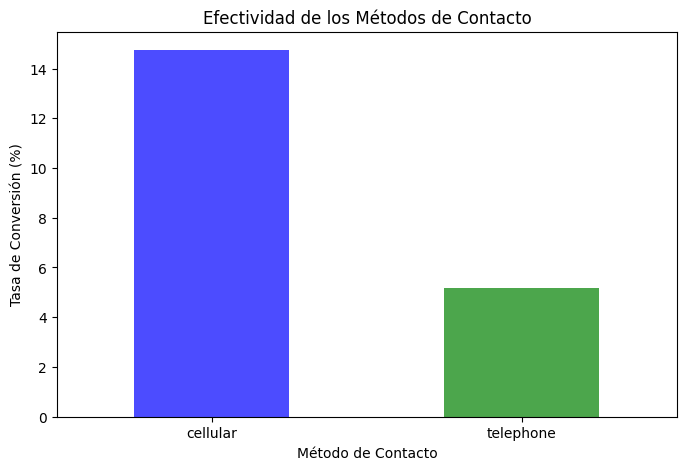 Efectividad de los Métodos de Contacto
Tasa de Conversión (%)
14
12
10
8
6
4
2
0
cellular
telephone
Método de Contacto